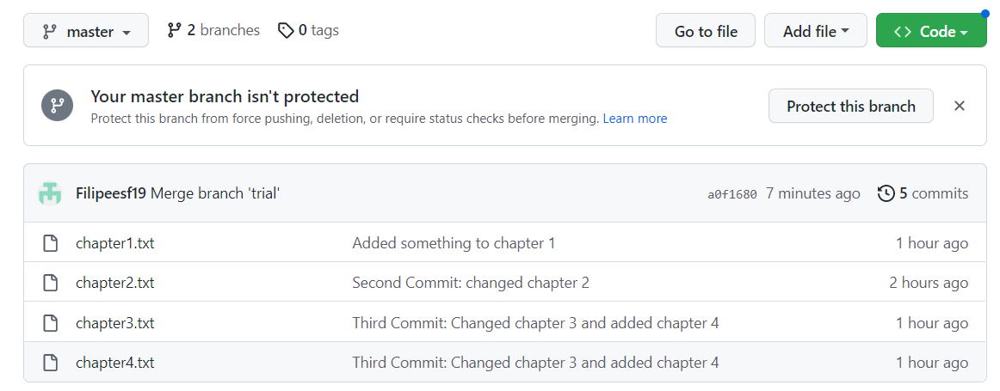 master 2 branches 0 tags Go to file Add file Code
Your master branch isn't protected
Protect this branch from force pushing, deletion, or require status checks before merging. Learn more
Protect this branch
Filipeesf19 Merge branch 'trial' a0f1680 7 minutes ago 5 commits
chapter1.txt Added something to chapter 1 1 hour ago
chapter2.txt Second Commit: changed chapter 2 2 hours ago
chapter3.txt Third Commit: Changed chapter 3 and added chapter 4 1 hour ago
chapter4.txt Third Commit: Changed chapter 3 and added chapter 4 1 hour ago